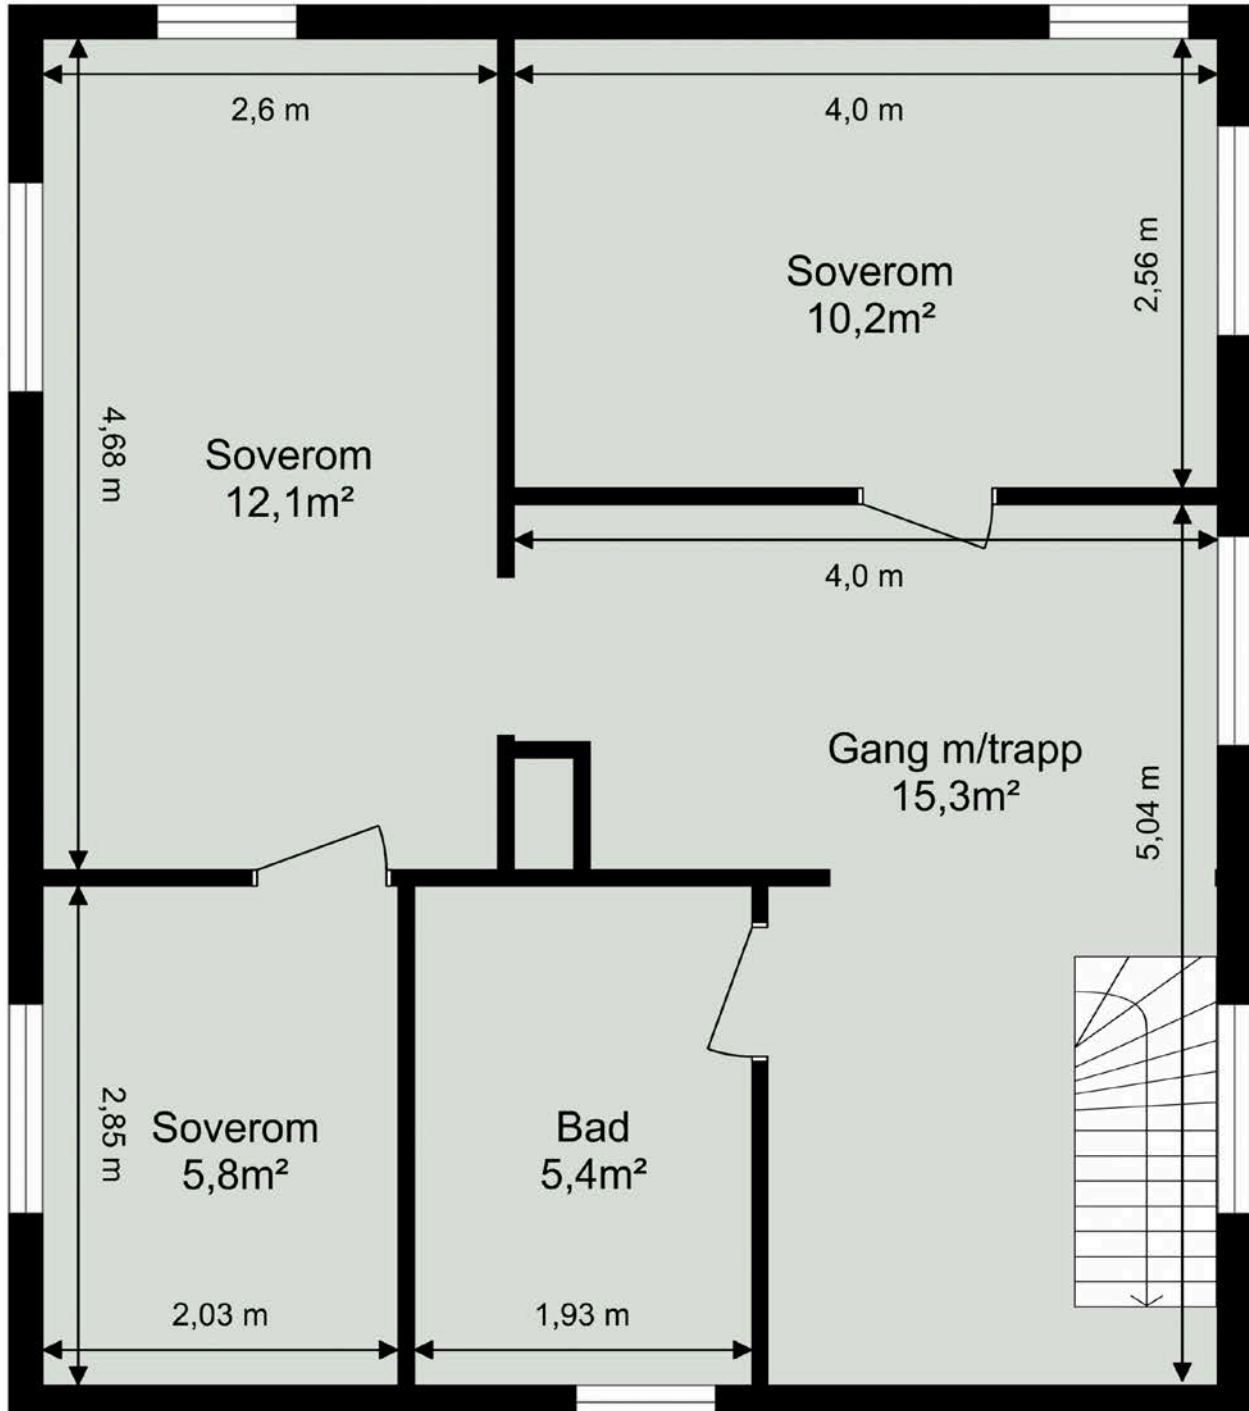 2,6 m
4,0 m
2,56 m
Soverom
10,2m²
4,68 m
Soverom
12,1m²
4,0 m
Gang m/trapp
15,3m²
5,04 m
2,85 m
Soverom
5,8m²
Bad
5,4m²
2,03 m
1,93 m